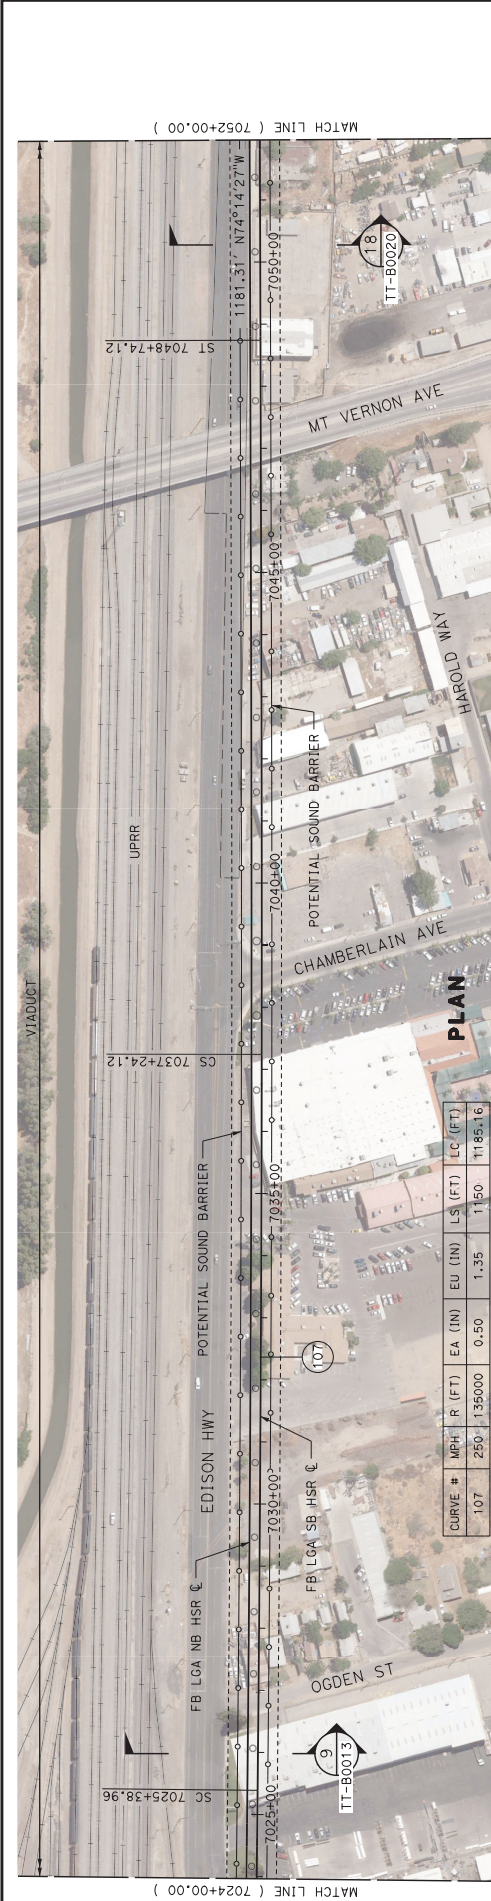 MATCH LINE ( 7052+00.00 )
1181.31' N74°14'27"W
7050+00
18
TT-B0020
ST 7048+74.12
MT VERNON AVE
7045+00
HAROLD WAY
POTENTIAL SOUND BARRIER
UPRR
7040+00
CHAMBERLAIN AVE
VIADUCT
CS 7037+24.12
POTENTIAL SOUND BARRIER
7035+00
PLAN
107
EDISON HWY
7030+00
FB LGA NB HSR ℄
FB LGA SB HSR ℄
OGDEN ST
SC 7025+38.96
7025+00
9
TT-B0013
MATCH LINE ( 7024+00.00 )
CURVE # MPH R (FT) EA (IN) EU (IN) LS (FT) LC (FT)
107 250 135000 0.50 1.35 1150 1185.16